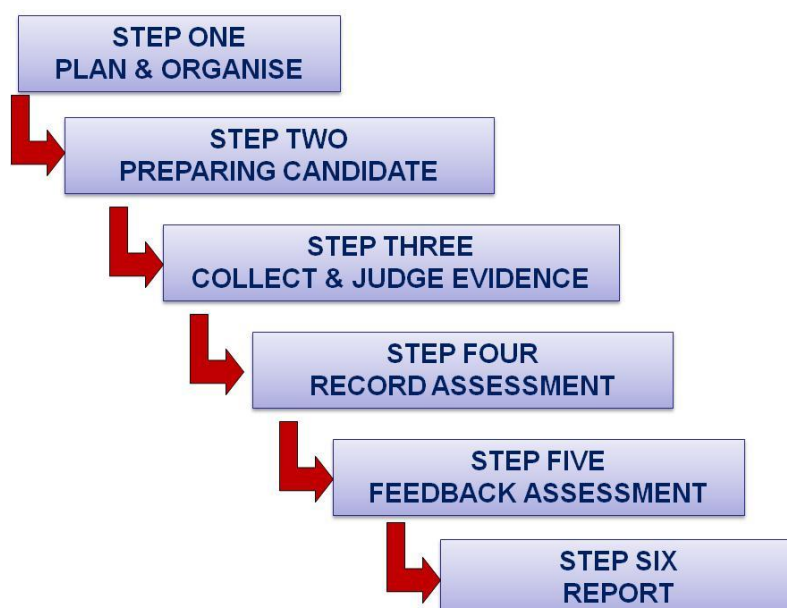 STEP ONE
PLAN & ORGANISE
STEP TWO
PREPARING CANDIDATE
STEP THREE
COLLECT & JUDGE EVIDENCE
STEP FOUR
RECORD ASSESSMENT
STEP FIVE
FEEDBACK ASSESSMENT
STEP SIX
REPORT